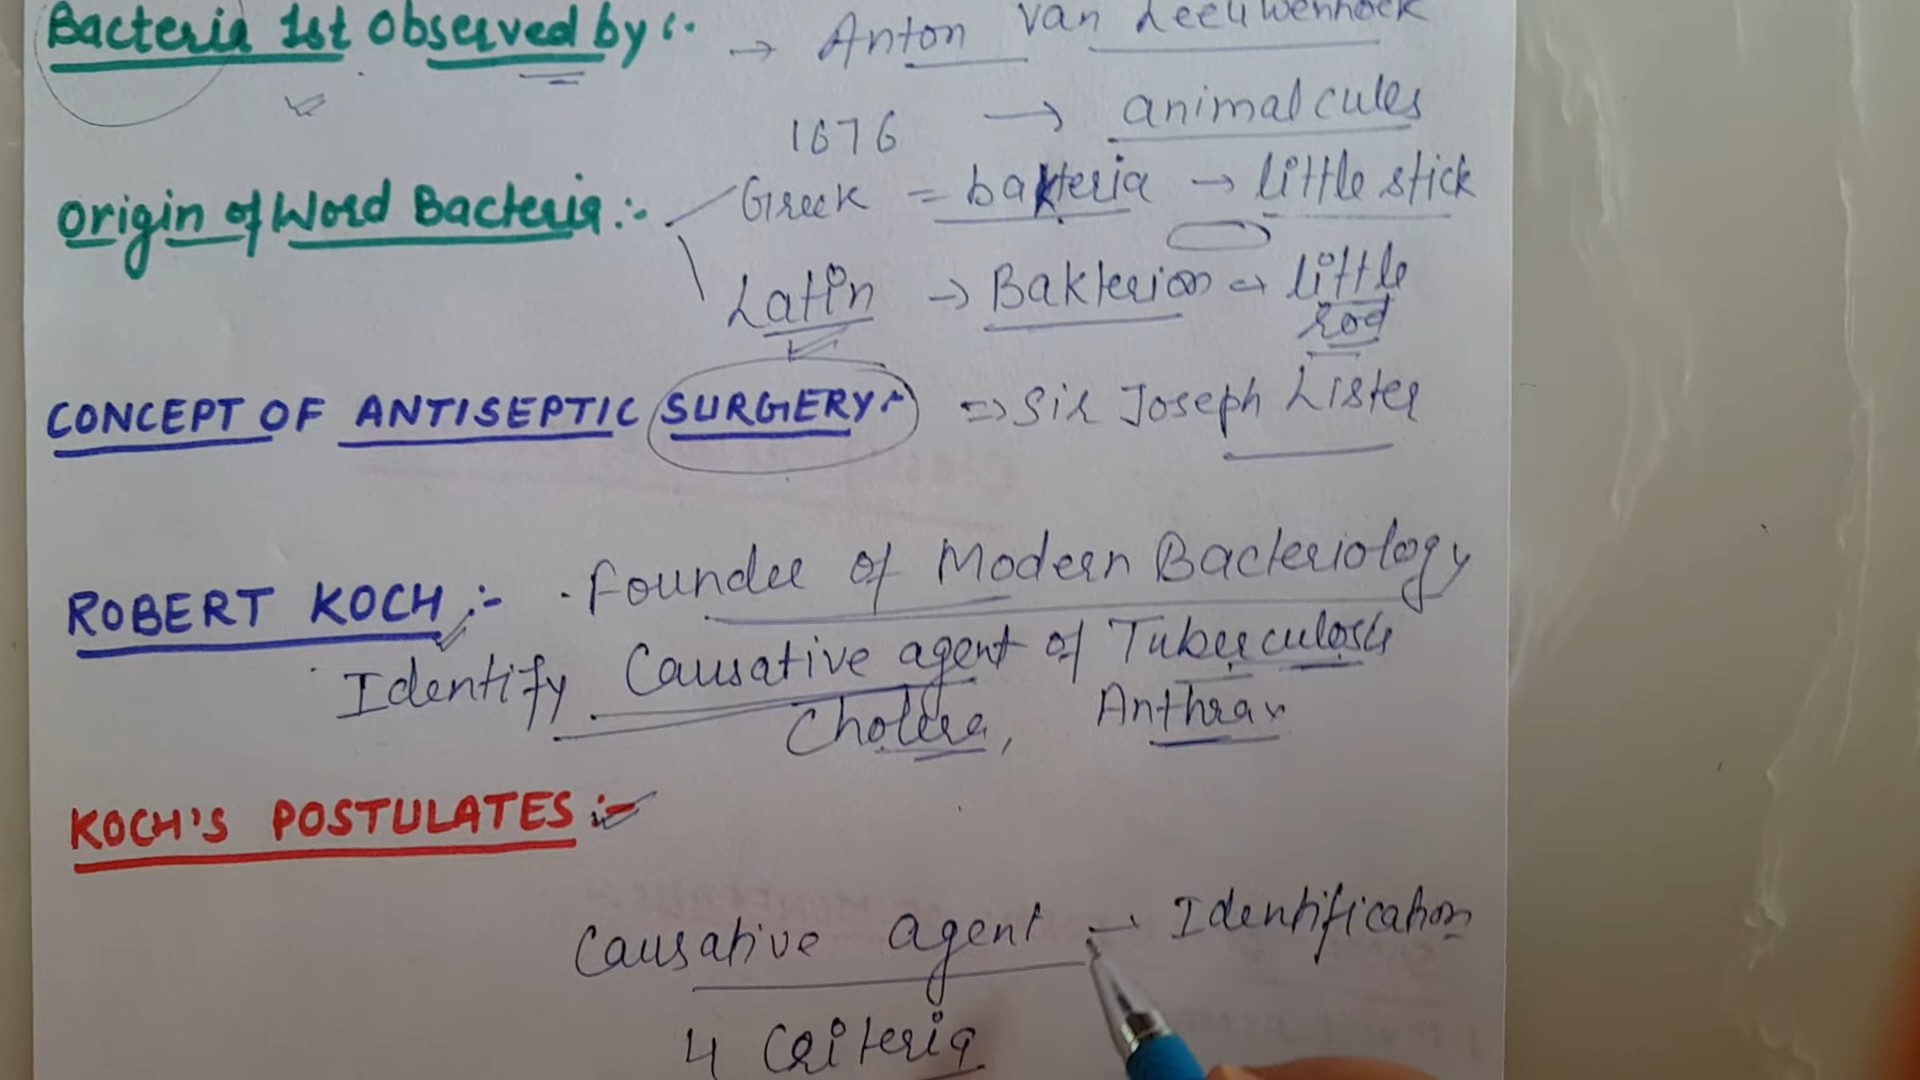 Bacteria 1st Observed by :- → Anton Van Leeuwenhoek
1676 → animalcules
Origin of Word Bacteria :- Greek = bakteria → little stick
Latin → Bakterion → little
rod
CONCEPT OF ANTISEPTIC SURGERY :- ⇒ Sir Joseph Lister
ROBERT KOCH :- . Founder of Modern Bacteriology
Identify Causative agent of Tuberculosis
Cholera, Anthrax
KOCH'S POSTULATES :-
Causative agent → Identification
4 Criteria